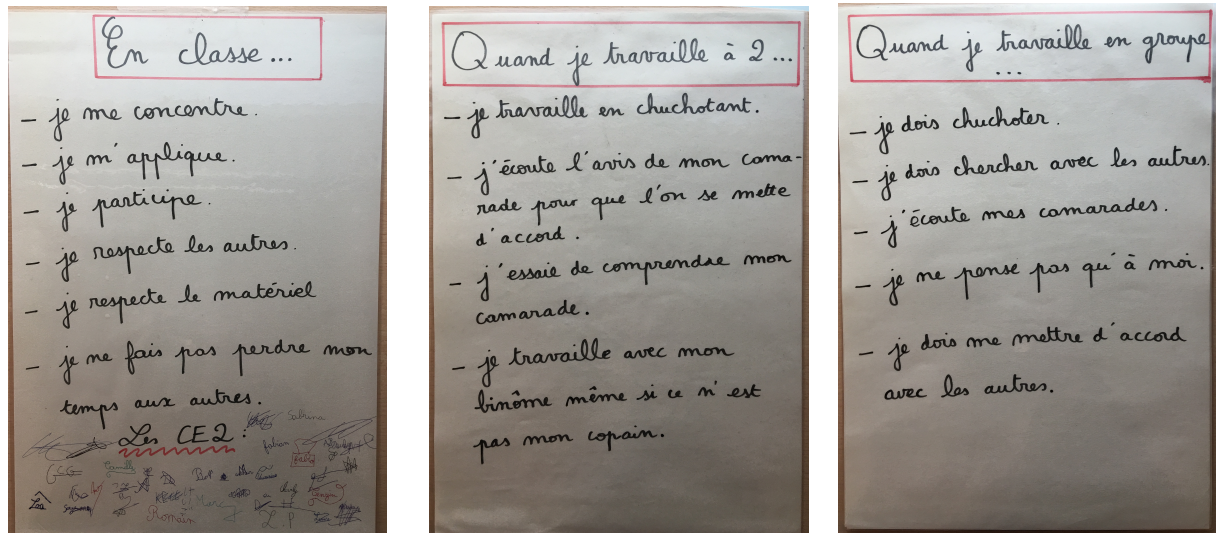 En classe...
- je me concentre.
- je m'applique.
- je participe.
- je respecte les autres.
- je respecte le matériel
- je ne fais pas perdre mon
temps aux autres.
Les CE2 :
Sabrina
fabian
Camille
Léa
Romain
L.P
Quand je travaille à 2...
- je travaille en chuchotant.
- j'écoute l'avis de mon cama-
rade pour que l'on se mette
d'accord.
- j'essaie de comprendre mon
camarade.
- je travaille avec mon
binôme même si ce n'est
pas mon copain.
Quand je travaille en groupe
...
- je dois chuchoter.
- je dois chercher avec les autres.
- j'écoute mes camarades.
- je ne pense pas qu'à moi.
- je dois me mettre d'accord
avec les autres.